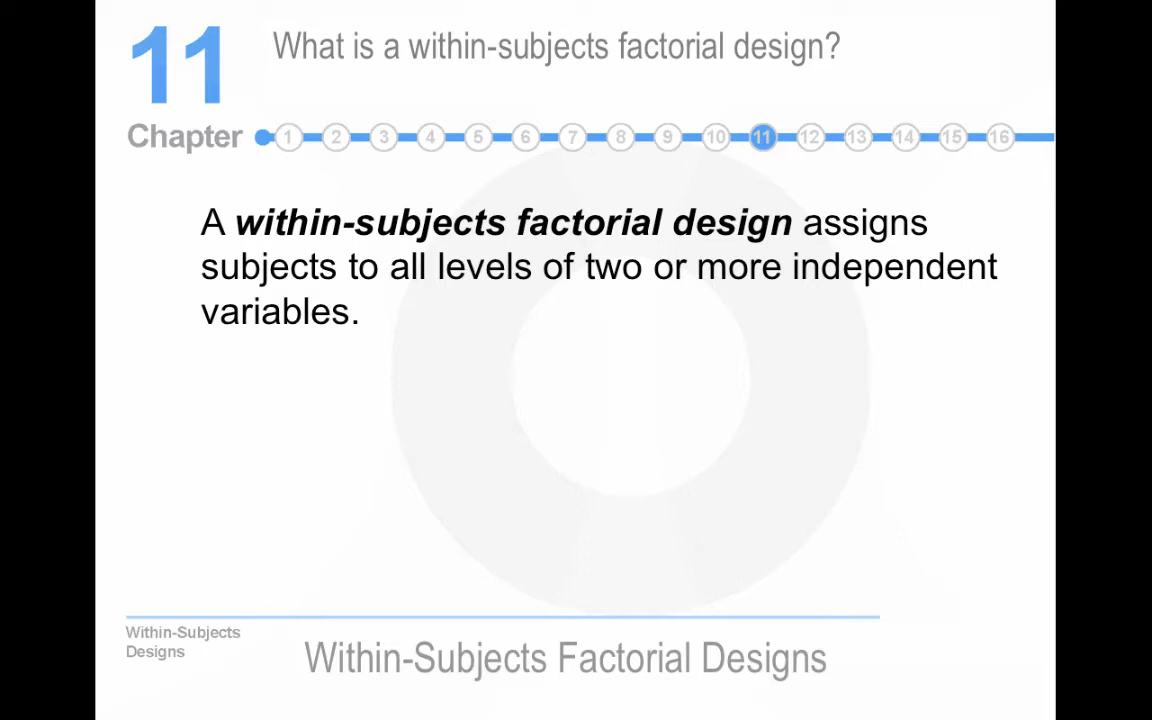 11
What is a within-subjects factorial design?
Chapter
1 2 3 4 5 6 7 8 9 10 11 12 13 14 15 16
A within-subjects factorial design assigns
subjects to all levels of two or more independent
variables.
Within-Subjects
Designs
Within-Subjects Factorial Designs